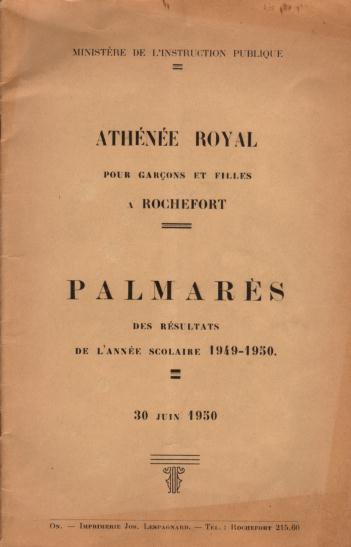 MINISTÈRE DE L'INSTRUCTION PUBLIQUE
ATHÉNÉE ROYAL
POUR GARÇONS ET FILLES
A ROCHEFORT
PALMARÈS
DES RÉSULTATS
DE L'ANNÉE SCOLAIRE 1949-1950.
30 JUIN 1950
ON. — IMPRIMERIE JOS. LESPAGNARD. — TÉL. : ROCHEFORT 215.60